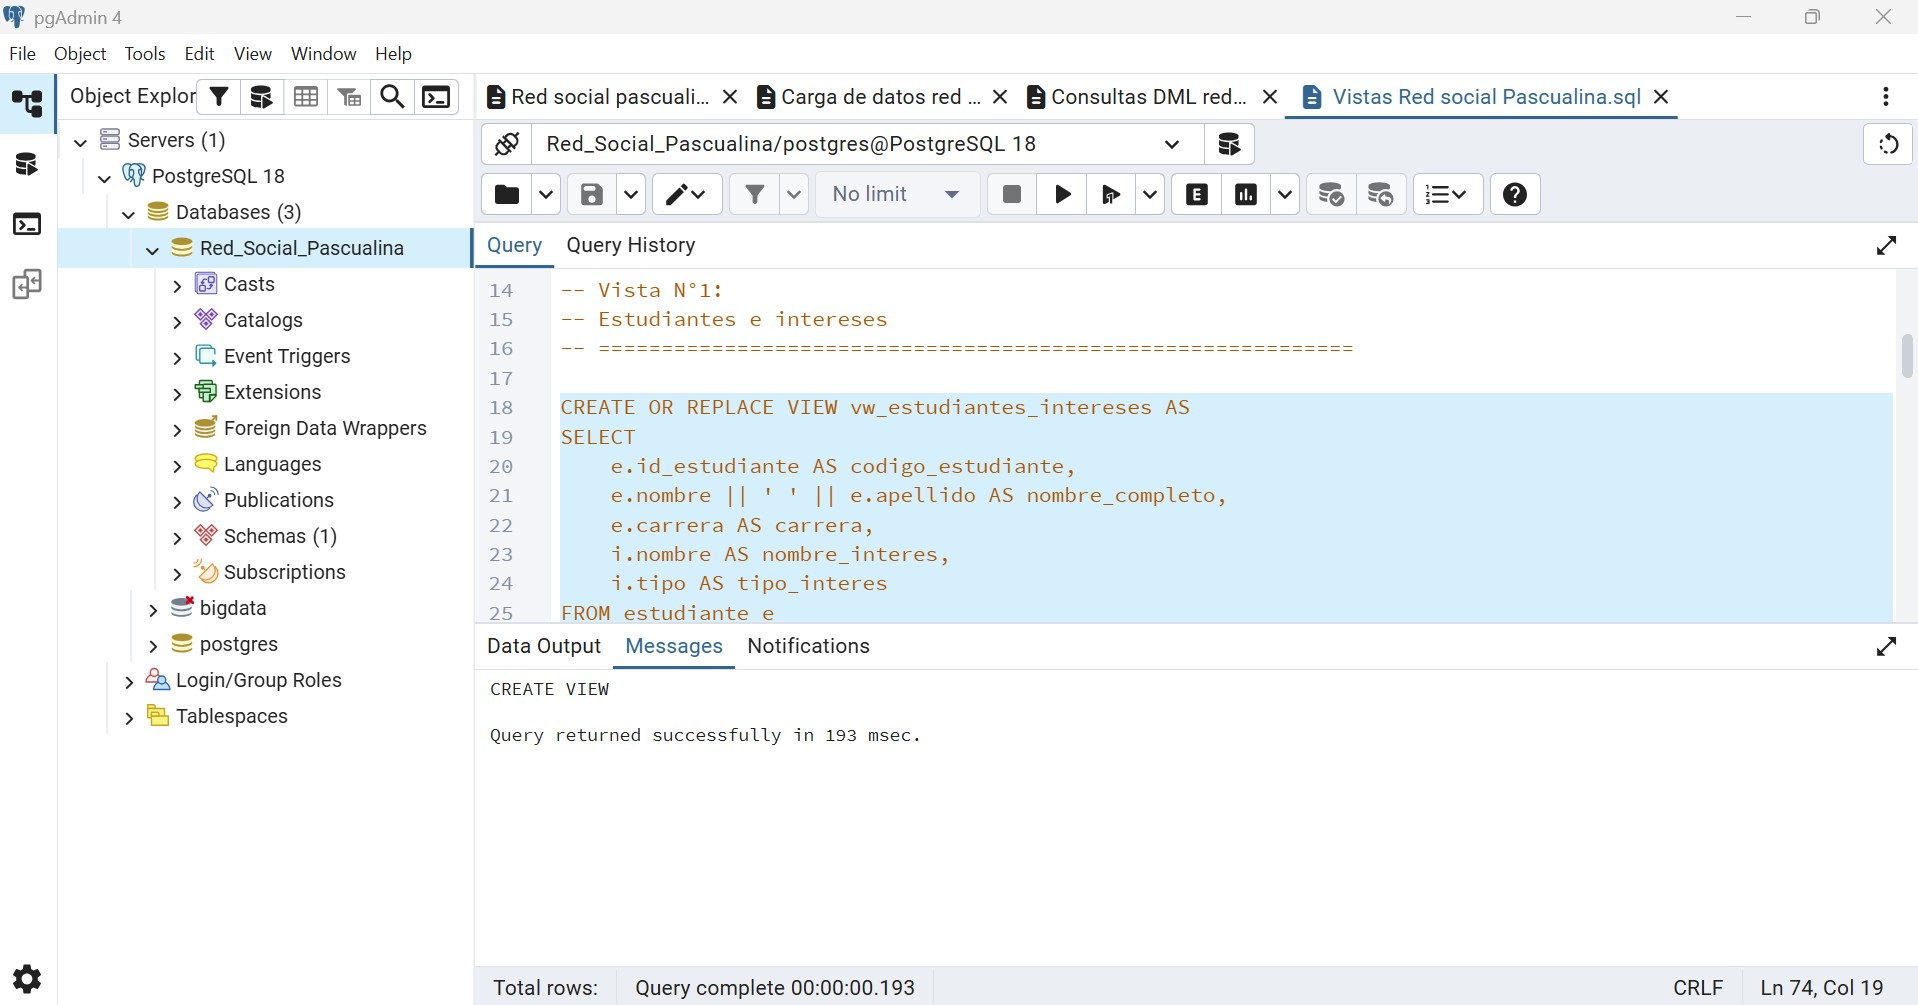 pgAdmin 4
File Object Tools Edit View Window Help
Object Explor
Red social pascuali...
Carga de datos red ...
Consultas DML red...
Vistas Red social Pascualina.sql
Servers (1)
PostgreSQL 18
Databases (3)
Red_Social_Pascualina
Casts
Catalogs
Event Triggers
Extensions
Foreign Data Wrappers
Languages
Publications
Schemas (1)
Subscriptions
bigdata
postgres
Login/Group Roles
Tablespaces
Red_Social_Pascualina/postgres@PostgreSQL 18
No limit
E
Query Query History
14 -- Vista N°1:
15 -- Estudiantes e intereses
16 -- ============================================================
17
18 CREATE OR REPLACE VIEW vw_estudiantes_intereses AS
19 SELECT
20 e.id_estudiante AS codigo_estudiante,
21 e.nombre || ' ' || e.apellido AS nombre_completo,
22 e.carrera AS carrera,
23 i.nombre AS nombre_interes,
24 i.tipo AS tipo_interes
25 FROM estudiante e
Data Output Messages Notifications
CREATE VIEW
Query returned successfully in 193 msec.
Total rows: Query complete 00:00:00.193 CRLF Ln 74, Col 19